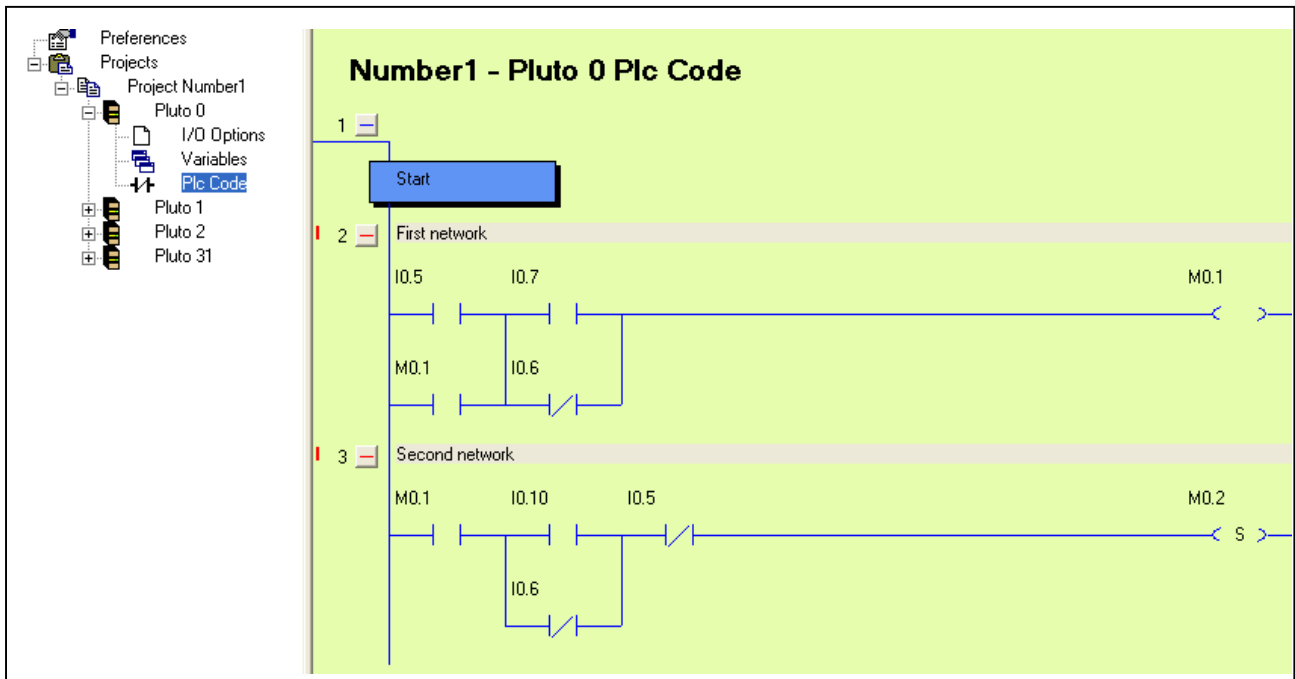 Preferences
Projects
Project Number1
Pluto 0
I/O Options
Variables
Plc Code
Pluto 1
Pluto 2
Pluto 31
Number1 - Pluto 0 Plc Code
1
Start
2 First network
I0.5 I0.7 M0.1
M0.1 I0.6
3 Second network
M0.1 I0.10 I0.5 M0.2
S
I0.6